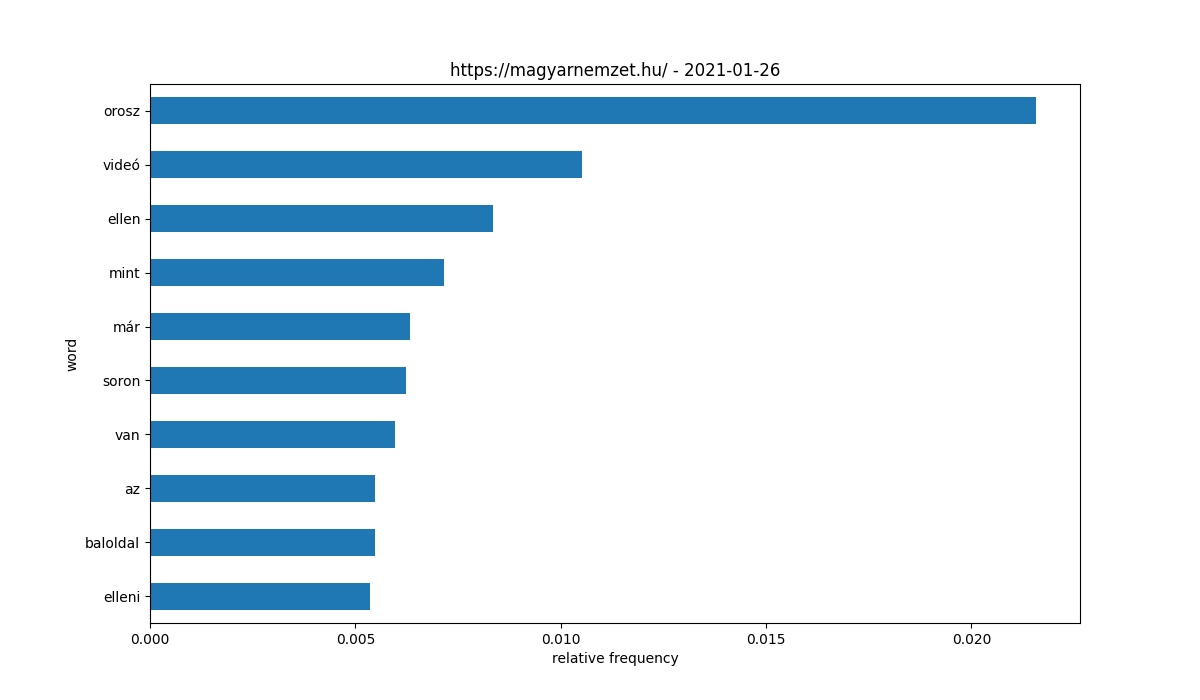 https://magyarnemzet.hu/ - 2021-01-26
orosz
videó
ellen
mint
már
soron
van
az
baloldal
elleni
word
0.000 0.005 0.010 0.015 0.020
relative frequency